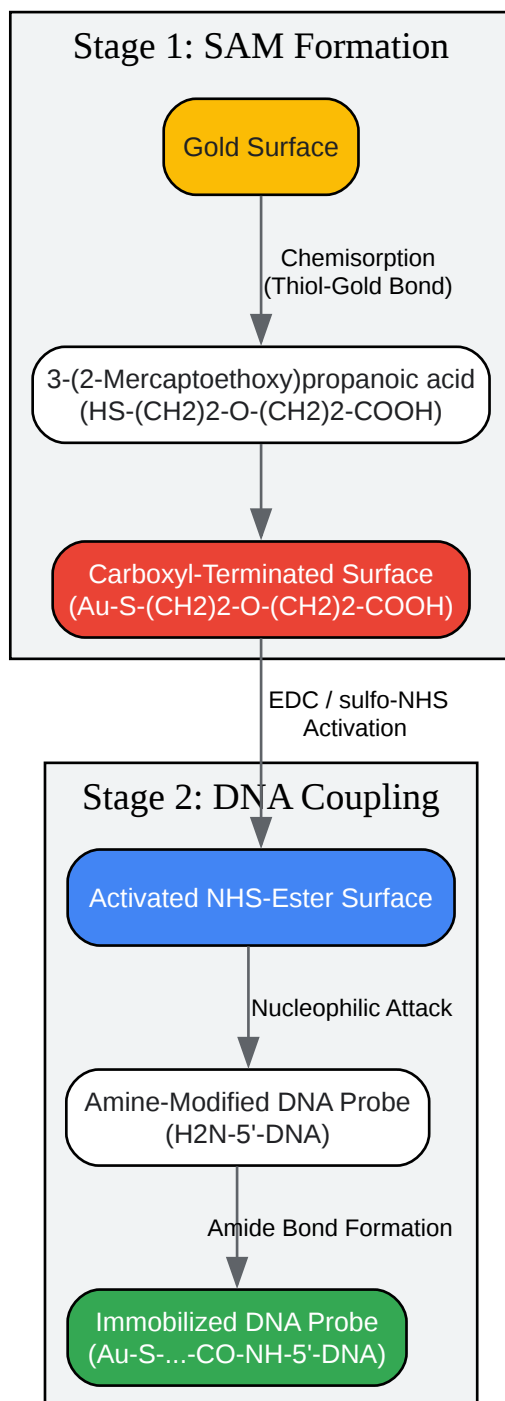 Stage 1: SAM Formation
Gold Surface
Chemisorption
(Thiol-Gold Bond)
3-(2-Mercaptoethoxy)propanoic acid
(HS-(CH2)2-O-(CH2)2-COOH)
Carboxyl-Terminated Surface
(Au-S-(CH2)2-O-(CH2)2-COOH)
EDC / sulfo-NHS
Activation
Stage 2: DNA Coupling
Activated NHS-Ester Surface
Nucleophilic Attack
Amine-Modified DNA Probe
(H2N-5'-DNA)
Amide Bond Formation
Immobilized DNA Probe
(Au-S-...-CO-NH-5'-DNA)